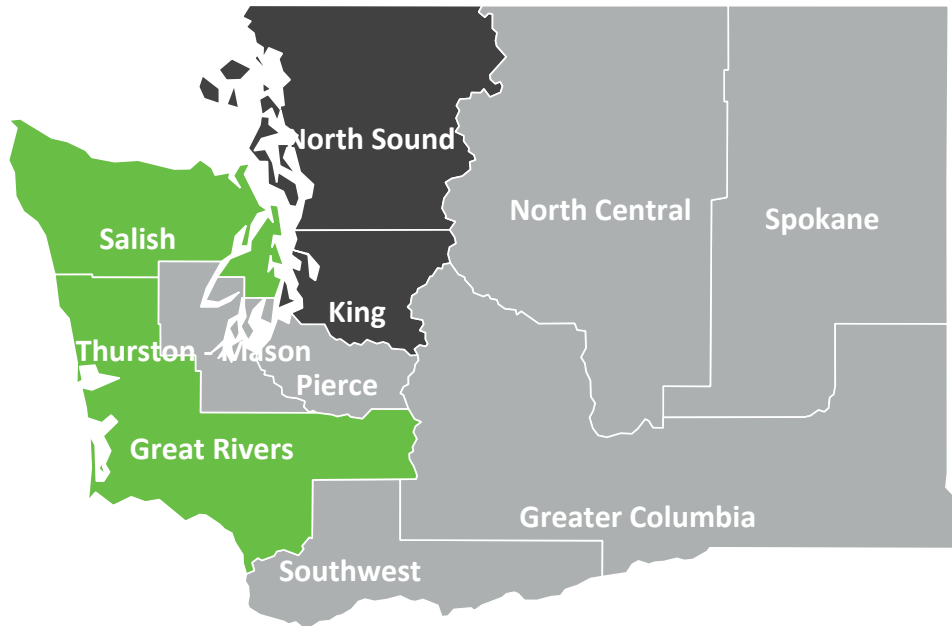 North Sound
North Central
Spokane
Salish
King
Thurston - Mason
Pierce
Great Rivers
Greater Columbia
Southwest